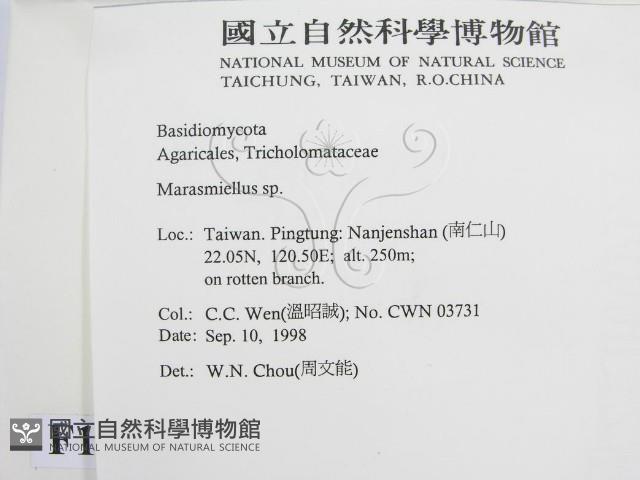 國立自然科學博物館
NATIONAL MUSEUM OF NATURAL SCIENCE
TAICHUNG, TAIWAN, R.O.CHINA
Basidiomycota
Agaricales, Tricholomataceae
Marasmiellus sp.
Loc.: Taiwan. Pingtung: Nanjenshan (南仁山)
22.05N, 120.50E; alt. 250m;
on rotten branch.
Col.: C.C. Wen(溫昭誠); No. CWN 03731
Date: Sep. 10, 1998
Det.: W.N. Chou(周文能)
國立自然科學博物館
NATIONAL MUSEUM OF NATURAL SCIENCE
F1